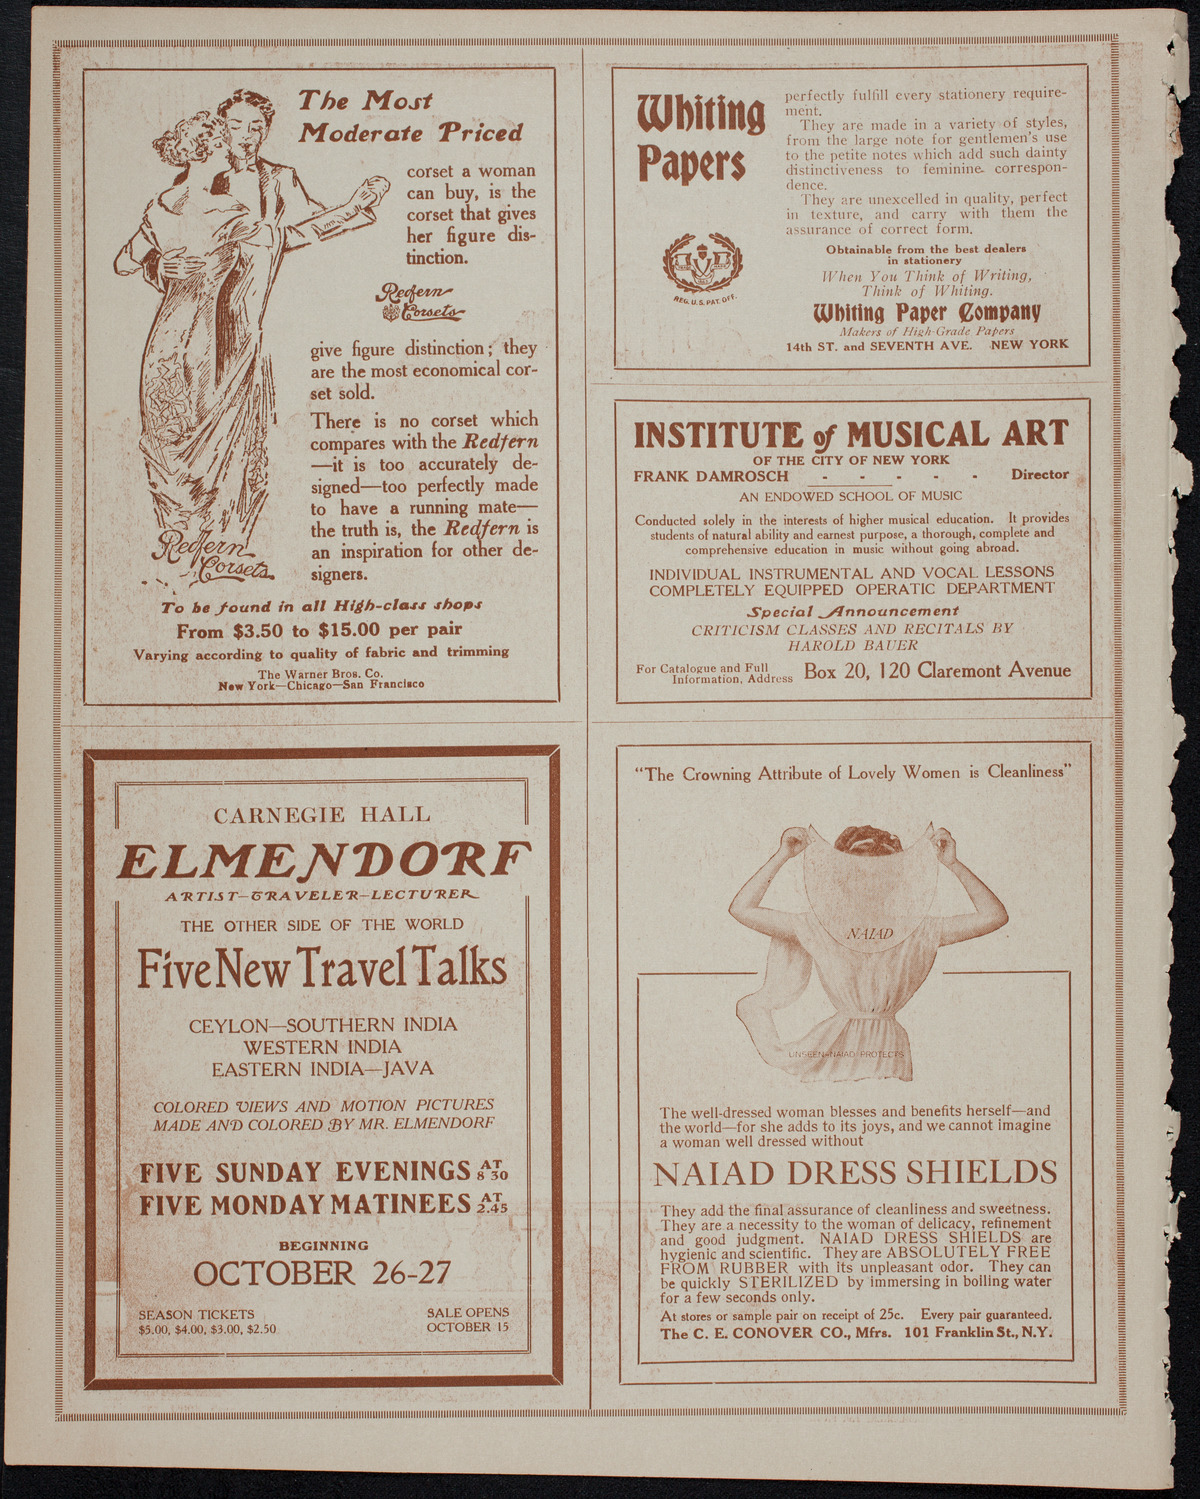 The Most
Moderate Priced
corset a woman
can buy, is the
corset that gives
her figure dis-
tinction.
Redfern
Corsets
give figure distinction; they
are the most economical cor-
set sold.
There is no corset which
compares with the Redfern
—it is too accurately de-
signed—too perfectly made
to have a running mate—
the truth is, the Redfern is
an inspiration for other de-
signers.
Redfern
Corsets
To be found in all High-class shops
From $3.50 to $15.00 per pair
Varying according to quality of fabric and trimming
The Warner Bros. Co.
New York—Chicago—San Francisco
Whiting
Papers
REG. U.S. PAT. OFF.
perfectly fulfill every stationery require-
ment.
They are made in a variety of styles,
from the large note for gentlemen's use
to the petite notes which add such dainty
distinctiveness to feminine correspon-
dence.
They are unexcelled in quality, perfect
in texture, and carry with them the
assurance of correct form.
Obtainable from the best dealers
in stationery
When You Think of Writing,
Think of Whiting.
Whiting Paper Company
Makers of High-Grade Papers
14th ST. and SEVENTH AVE. NEW YORK
INSTITUTE of MUSICAL ART
OF THE CITY OF NEW YORK
FRANK DAMROSCH - - - - - Director
AN ENDOWED SCHOOL OF MUSIC
Conducted solely in the interests of higher musical education. It provides
students of natural ability and earnest purpose, a thorough, complete and
comprehensive education in music without going abroad.
INDIVIDUAL INSTRUMENTAL AND VOCAL LESSONS
COMPLETELY EQUIPPED OPERATIC DEPARTMENT
Special Announcement
CRITICISM CLASSES AND RECITALS BY
HAROLD BAUER
For Catalogue and Full
Information, Address Box 20, 120 Claremont Avenue
CARNEGIE HALL
ELMENDORF
ARTIST—TRAVELER—LECTURER
THE OTHER SIDE OF THE WORLD
Five New Travel Talks
CEYLON—SOUTHERN INDIA
WESTERN INDIA
EASTERN INDIA—JAVA
COLORED VIEWS AND MOTION PICTURES
MADE AND COLORED BY MR. ELMENDORF
FIVE SUNDAY EVENINGS AT 8 30
FIVE MONDAY MATINEES AT 2.45
BEGINNING
OCTOBER 26-27
SEASON TICKETS
$5.00, $4.00, $3.00, $2.50
SALE OPENS
OCTOBER 15
"The Crowning Attribute of Lovely Women is Cleanliness"
NAIAD
UNSEEN—NAIAD PROTECTS
The well-dressed woman blesses and benefits herself—and
the world—for she adds to its joys, and we cannot imagine
a woman well dressed without
NAIAD DRESS SHIELDS
They add the final assurance of cleanliness and sweetness.
They are a necessity to the woman of delicacy, refinement
and good judgment. NAIAD DRESS SHIELDS are
hygienic and scientific. They are ABSOLUTELY FREE
FROM RUBBER with its unpleasant odor. They can
be quickly STERILIZED by immersing in boiling water
for a few seconds only.
At stores or sample pair on receipt of 25c. Every pair guaranteed.
The C. E. CONOVER CO., Mfrs. 101 Franklin St., N.Y.